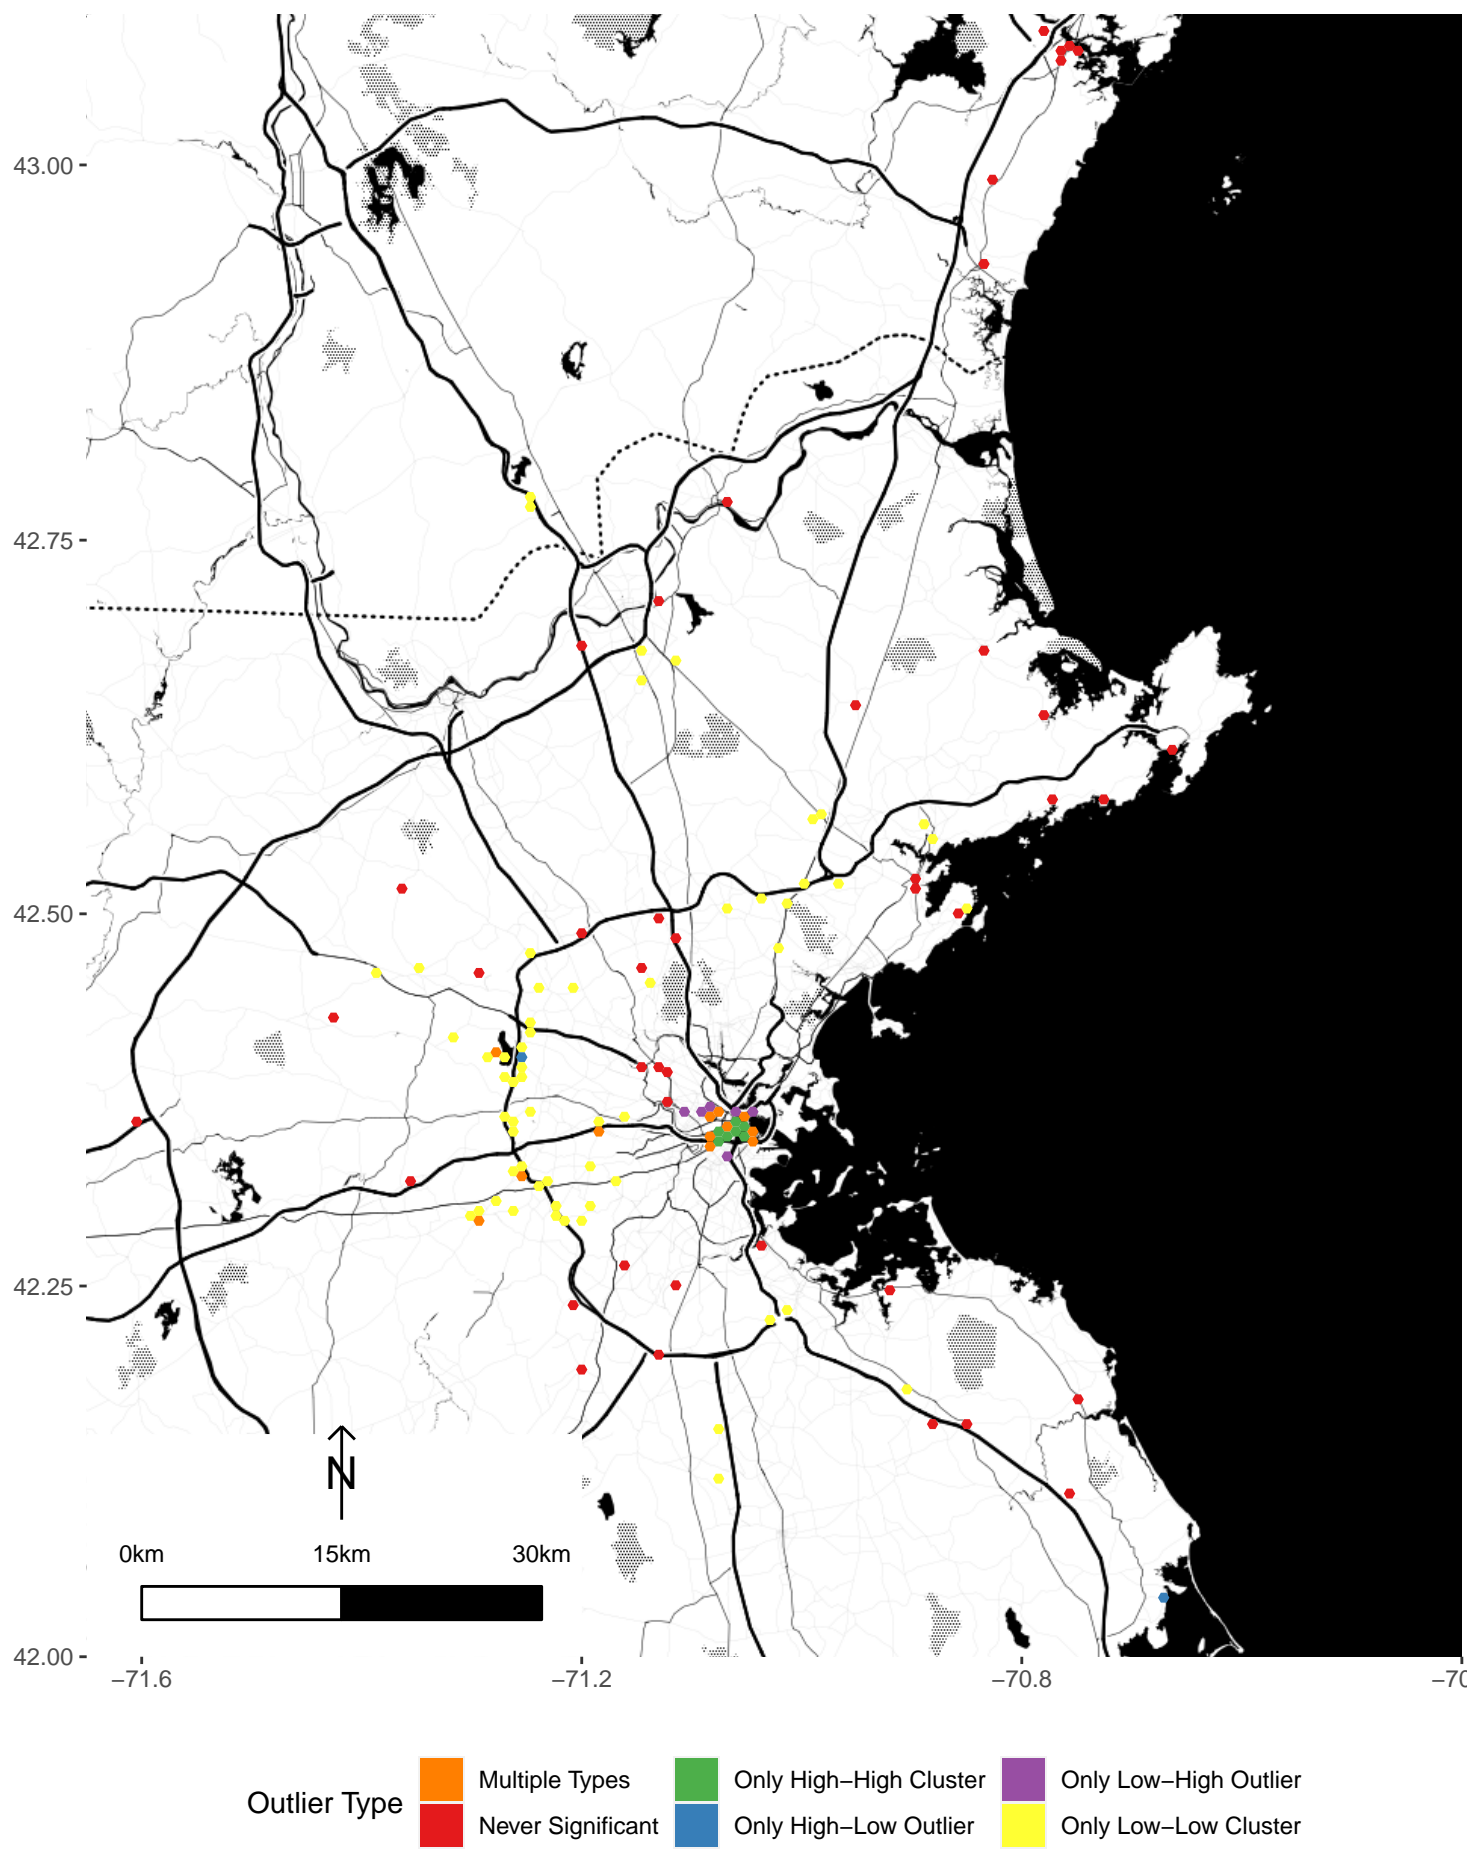 43.00
42.75
42.50
42.25
42.00
N
0km 15km 30km
−71.6 −71.2 −70.8 −70
Outlier Type
Multiple Types Only High−High Cluster Only Low−High Outlier
Never Significant Only High−Low Outlier Only Low−Low Cluster